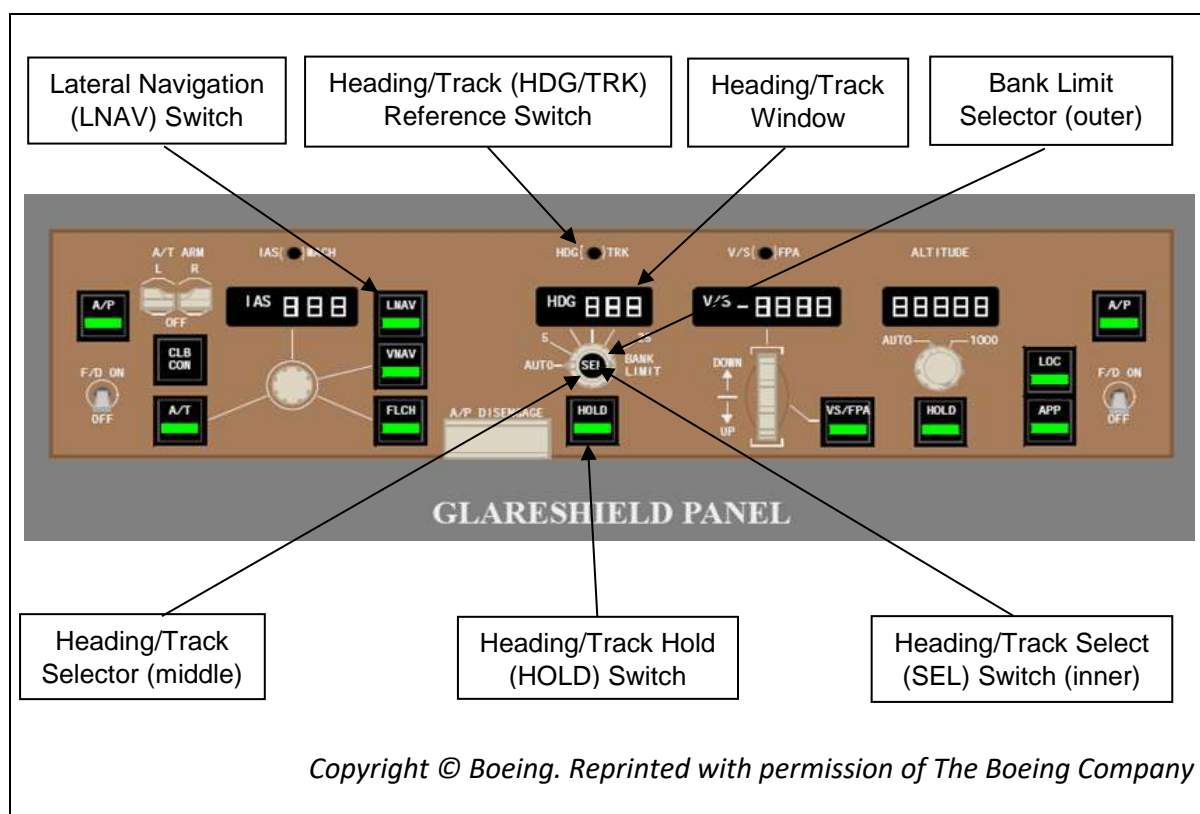 Lateral Navigation
(LNAV) Switch
Heading/Track (HDG/TRK)
Reference Switch
Heading/Track
Window
Bank Limit
Selector (outer)
A/T ARM
L R
OFF
IAS MACH
HDG TRK
V/S FPA
ALTITUDE
A/P
IAS
LNAV
HDG
V/S
A/P
CLB
CON
VNAV
5 25
AUTO
SEL
BANK
LIMIT
DOWN
UP
AUTO 1000
LOC
F/D ON
OFF
A/T
FLCH
A/P DISENGAGE
HOLD
VS/FPA
HOLD
APP
F/D ON
OFF
GLARESHIELD PANEL
Heading/Track
Selector (middle)
Heading/Track Hold
(HOLD) Switch
Heading/Track Select
(SEL) Switch (inner)
Copyright © Boeing. Reprinted with permission of The Boeing Company